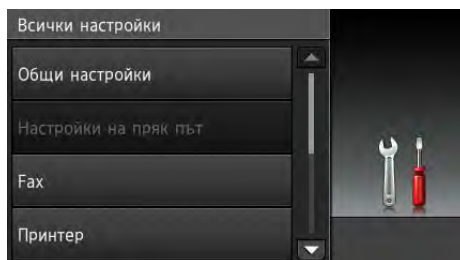 Всички настройки
Общи настройки
Настройки на пряк път
Fax
Принтер